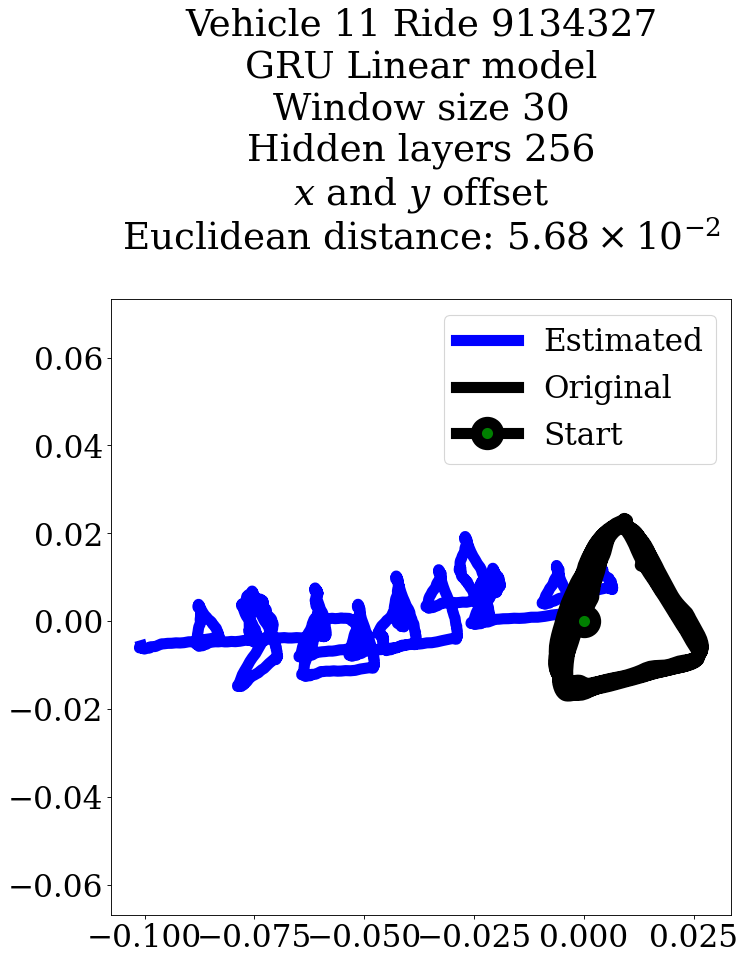 Vehicle 11 Ride 9134327
GRU Linear model
Window size 30
Hidden layers 256
x and y offset
Euclidean distance: 5.68 × 10⁻²
Estimated
Original
Start
0.06
0.04
0.02
0.00
−0.02
−0.04
−0.06
−0.100 −0.075 −0.050 −0.025 0.000 0.025